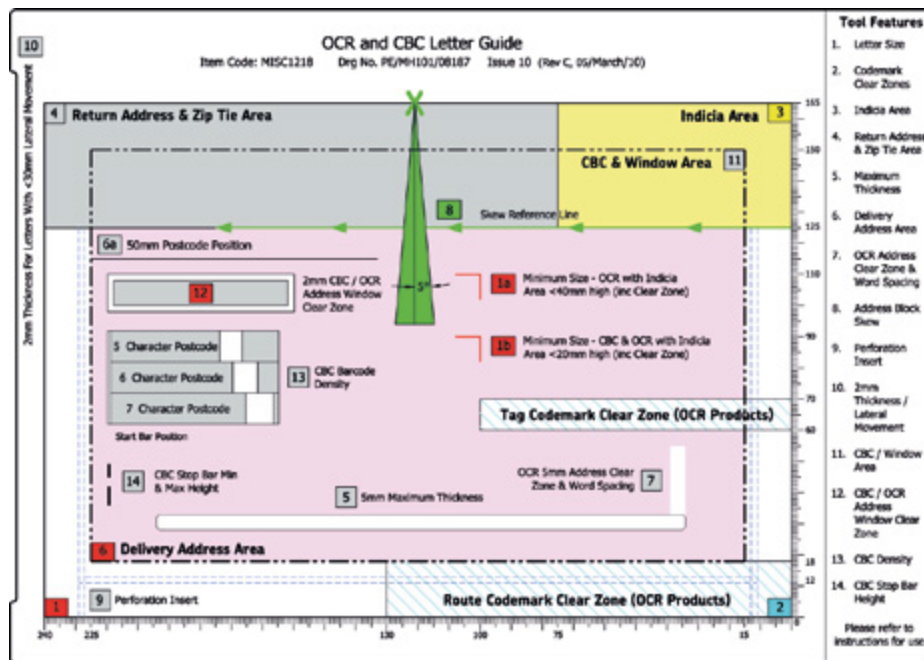 OCR and CBC Letter Guide
Item Code: MISC1218 Drg No. PE/MH101/08187 Issue 10 (Rev C, 05/March/20)
10
2mm Thickness For Letters With <30mm Lateral Movement
4 Return Address & Zip Tie Area
Indicia Area 3
CBC & Window Area 11
8 Skew Reference Line
6a 50mm Postcode Position
12
2mm CBC / OCR
Address Window
Clear Zone
5°
1a Minimum Size - OCR with Indicia
Area <40mm high (inc Clear Zone)
1b Minimum Size - CBC & OCR with Indicia
Area <20mm high (inc Clear Zone)
5 Character Postcode
6 Character Postcode
7 Character Postcode
Start Bar Position
13 CBC Barcode
Density
Tag Codemark Clear Zone (OCR Products)
14 CBC Stop Bar Min
& Max Height
OCR 5mm Address Clear
Zone & Word Spacing 7
5 5mm Maximum Thickness
6 Delivery Address Area
9 Perforation Insert
Route Codemark Clear Zone (OCR Products)
1
2
165
150
125
110
90
70
60
18
12
240 225 130 100 75 15
Tool Features
1. Letter Size
2. Codemark
Clear Zones
3. Indicia Area
4. Return Address
& Zip Tie Area
5. Maximum
Thickness
6. Delivery
Address Area
7. OCR Address
Clear Zone &
Word Spacing
8. Address Block
Skew
9. Perforation
Insert
10. 2mm
Thickness /
Lateral
Movement
11. CBC / Window
Area
12. CBC / OCR
Address
Window Clear
Zone
13. CBC Density
14. CBC Stop Bar
Height
Please refer to
instructions for use